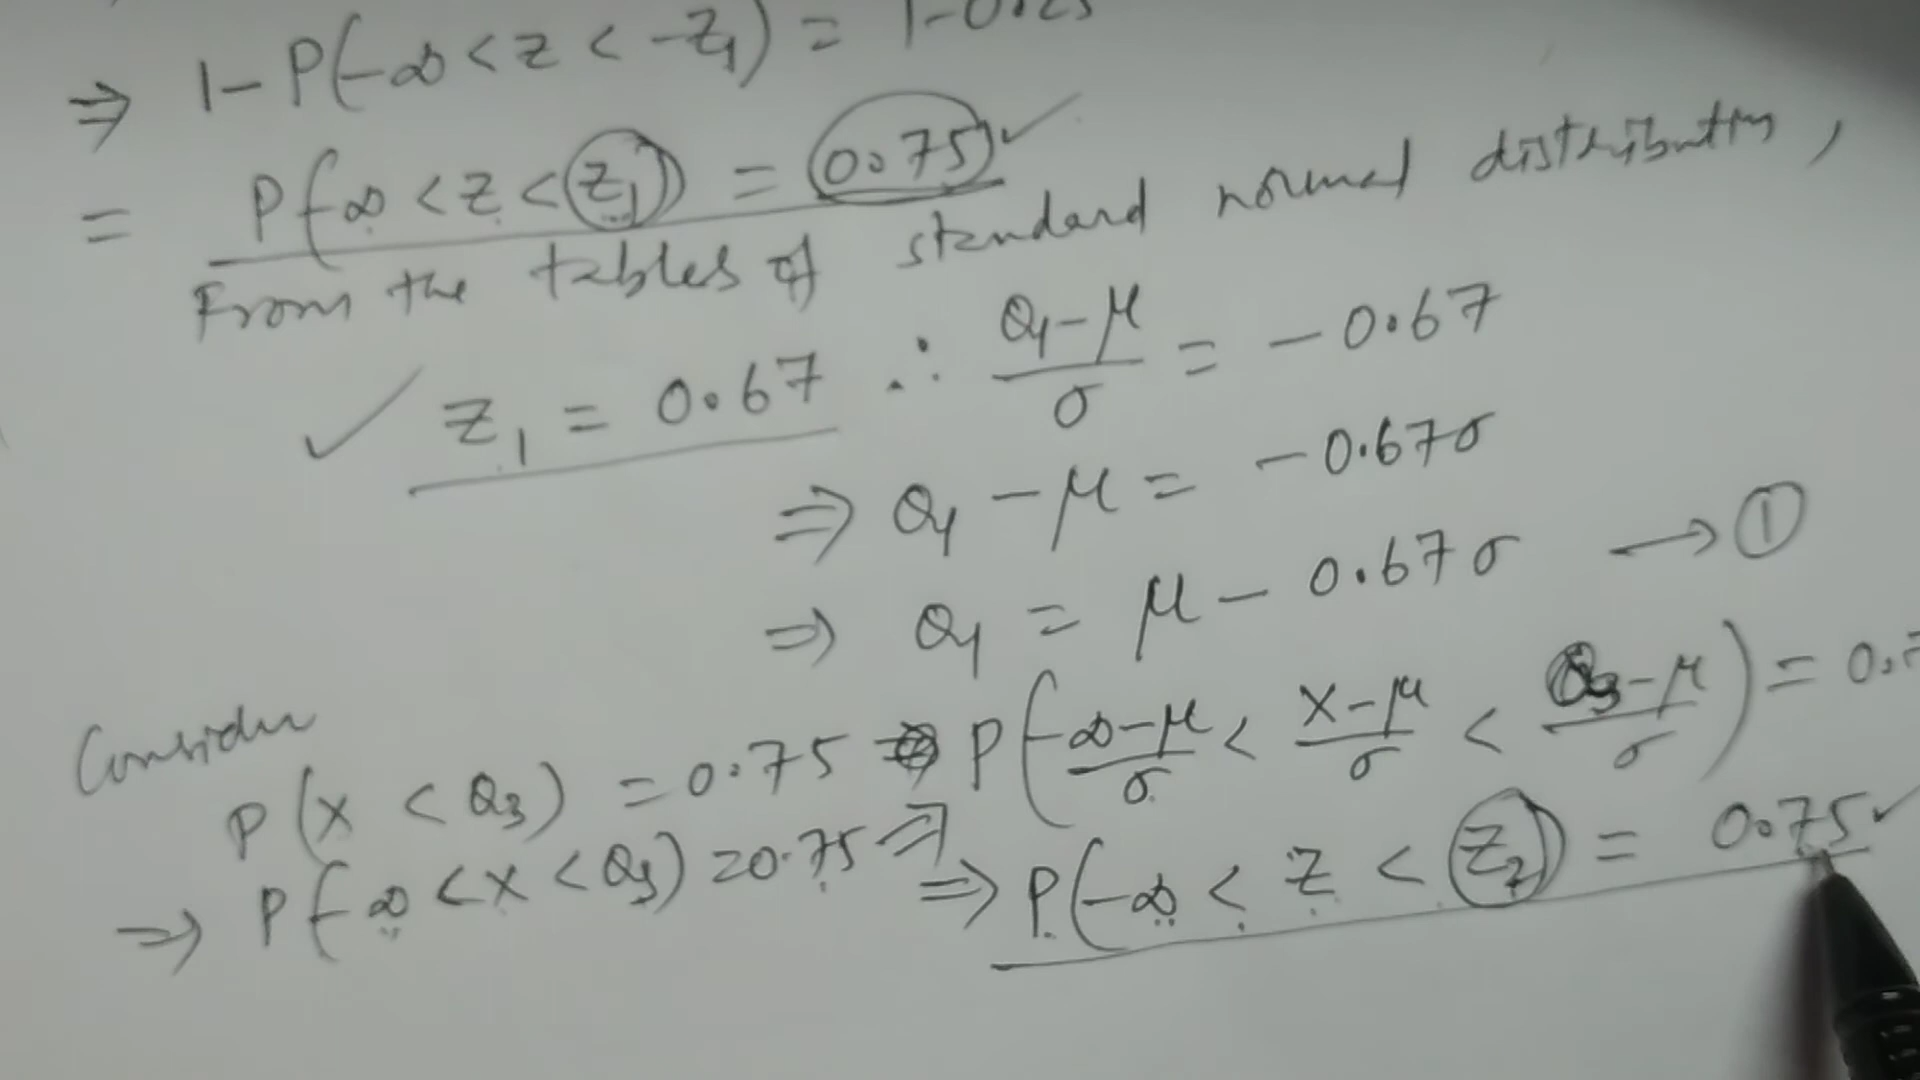 ⇒ 1 - P(-∞ < z < -z₁) = 1 - 0.25
= P(-∞ < z < z₁) = 0.75 ✓
From the tables of standard normal distribution,
✓ z₁ = 0.67 ∴ (Q₁ - μ)/σ = -0.67
⇒ Q₁ - μ = -0.67σ
⇒ Q₁ = μ - 0.67σ → ①
Consider
P(X < Q₃) = 0.75 ⇒ P((-∞-μ)/σ < (X-μ)/σ < (Q₃-μ)/σ) = 0.7
⇒ P(-∞ < X < Q₃) = 0.75 ⇒
⇒ P(-∞ < z < z₂) = 0.75 ✓